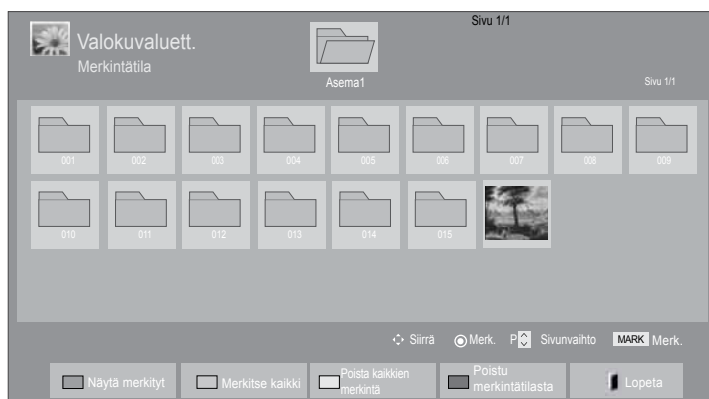 Sivu 1/1
Valokuvaluett.
Merkintätila
Asema1
Sivu 1/1
001 002 003 004 005 006 007 008 009
010 011 012 013 014 015
Siirrä Merk. P Sivunvaihto MARK Merk.
Näytä merkityt
Merkitse kaikki
Poista kaikkien
merkintä
Poistu
merkintätilasta
Lopeta